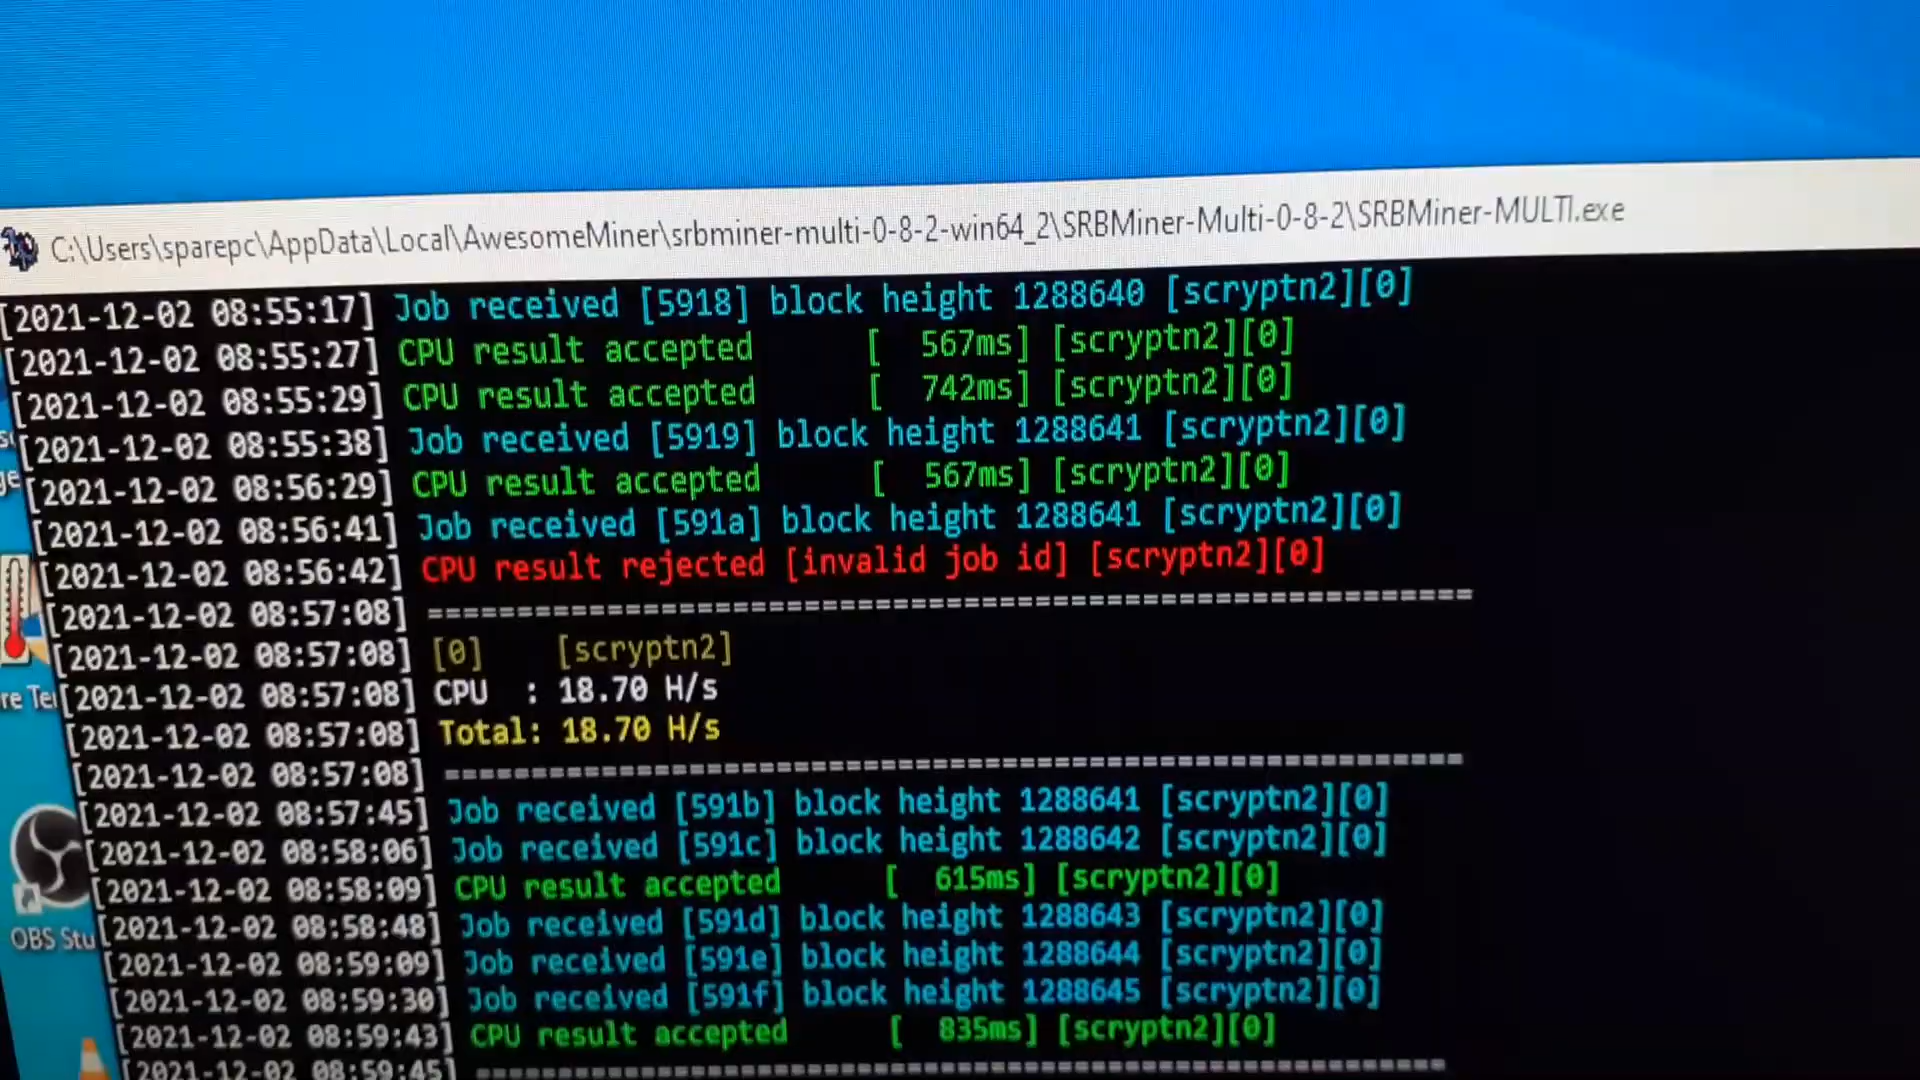 C:\Users\sparepc\AppData\Local\AwesomeMiner\srbminer-multi-0-8-2-win64_2\SRBMiner-Multi-0-8-2\SRBMiner-MULTI.exe
[2021-12-02 08:55:17] Job received [5918] block height 1288640 [scryptn2][0]
[2021-12-02 08:55:27] CPU result accepted [ 567ms] [scryptn2][0]
[2021-12-02 08:55:29] CPU result accepted [ 742ms] [scryptn2][0]
[2021-12-02 08:55:38] Job received [5919] block height 1288641 [scryptn2][0]
[2021-12-02 08:56:29] CPU result accepted [ 567ms] [scryptn2][0]
[2021-12-02 08:56:41] Job received [591a] block height 1288641 [scryptn2][0]
[2021-12-02 08:56:42] CPU result rejected [invalid job id] [scryptn2][0]
[2021-12-02 08:57:08] ==========================================================
[2021-12-02 08:57:08] [0] [scryptn2]
[2021-12-02 08:57:08] CPU : 18.70 H/s
[2021-12-02 08:57:08] Total: 18.70 H/s
[2021-12-02 08:57:08] ==========================================================
[2021-12-02 08:57:45] Job received [591b] block height 1288641 [scryptn2][0]
[2021-12-02 08:58:06] Job received [591c] block height 1288642 [scryptn2][0]
[2021-12-02 08:58:09] CPU result accepted [ 615ms] [scryptn2][0]
[2021-12-02 08:58:48] Job received [591d] block height 1288643 [scryptn2][0]
[2021-12-02 08:59:09] Job received [591e] block height 1288644 [scryptn2][0]
[2021-12-02 08:59:30] Job received [591f] block height 1288645 [scryptn2][0]
[2021-12-02 08:59:43] CPU result accepted [ 835ms] [scryptn2][0]
[2021-12-02 08:59:45] ==========================================================
re Te
OBS Stu